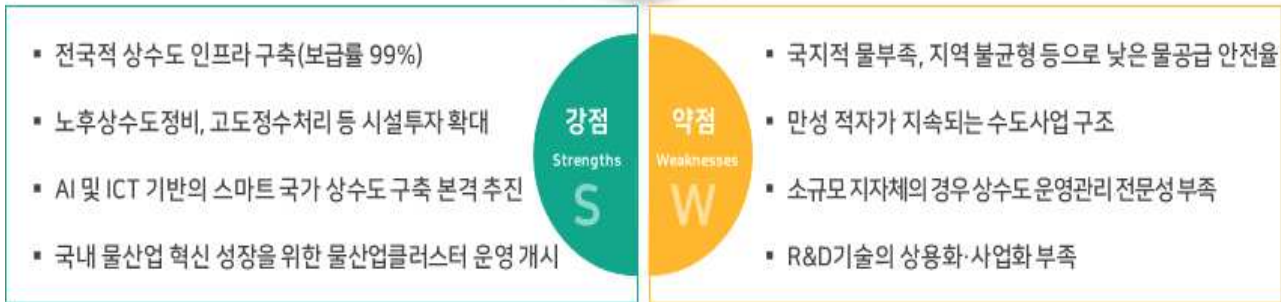 ▪ 전국적 상수도 인프라 구축(보급률 99%)
▪ 노후상수도정비, 고도정수처리 등 시설투자 확대
▪ AI 및 ICT 기반의 스마트 국가 상수도 구축 본격 추진
▪ 국내 물산업 혁신 성장을 위한 물산업클러스터 운영 개시
강점
Strengths
S
약점
Weaknesses
W
▪ 국지적 물부족, 지역 불균형 등으로 낮은 물공급 안전율
▪ 만성 적자가 지속되는 수도사업 구조
▪ 소규모 지자체의 경우 상수도 운영관리 전문성 부족
▪ R&D기술의 상용화·사업화 부족